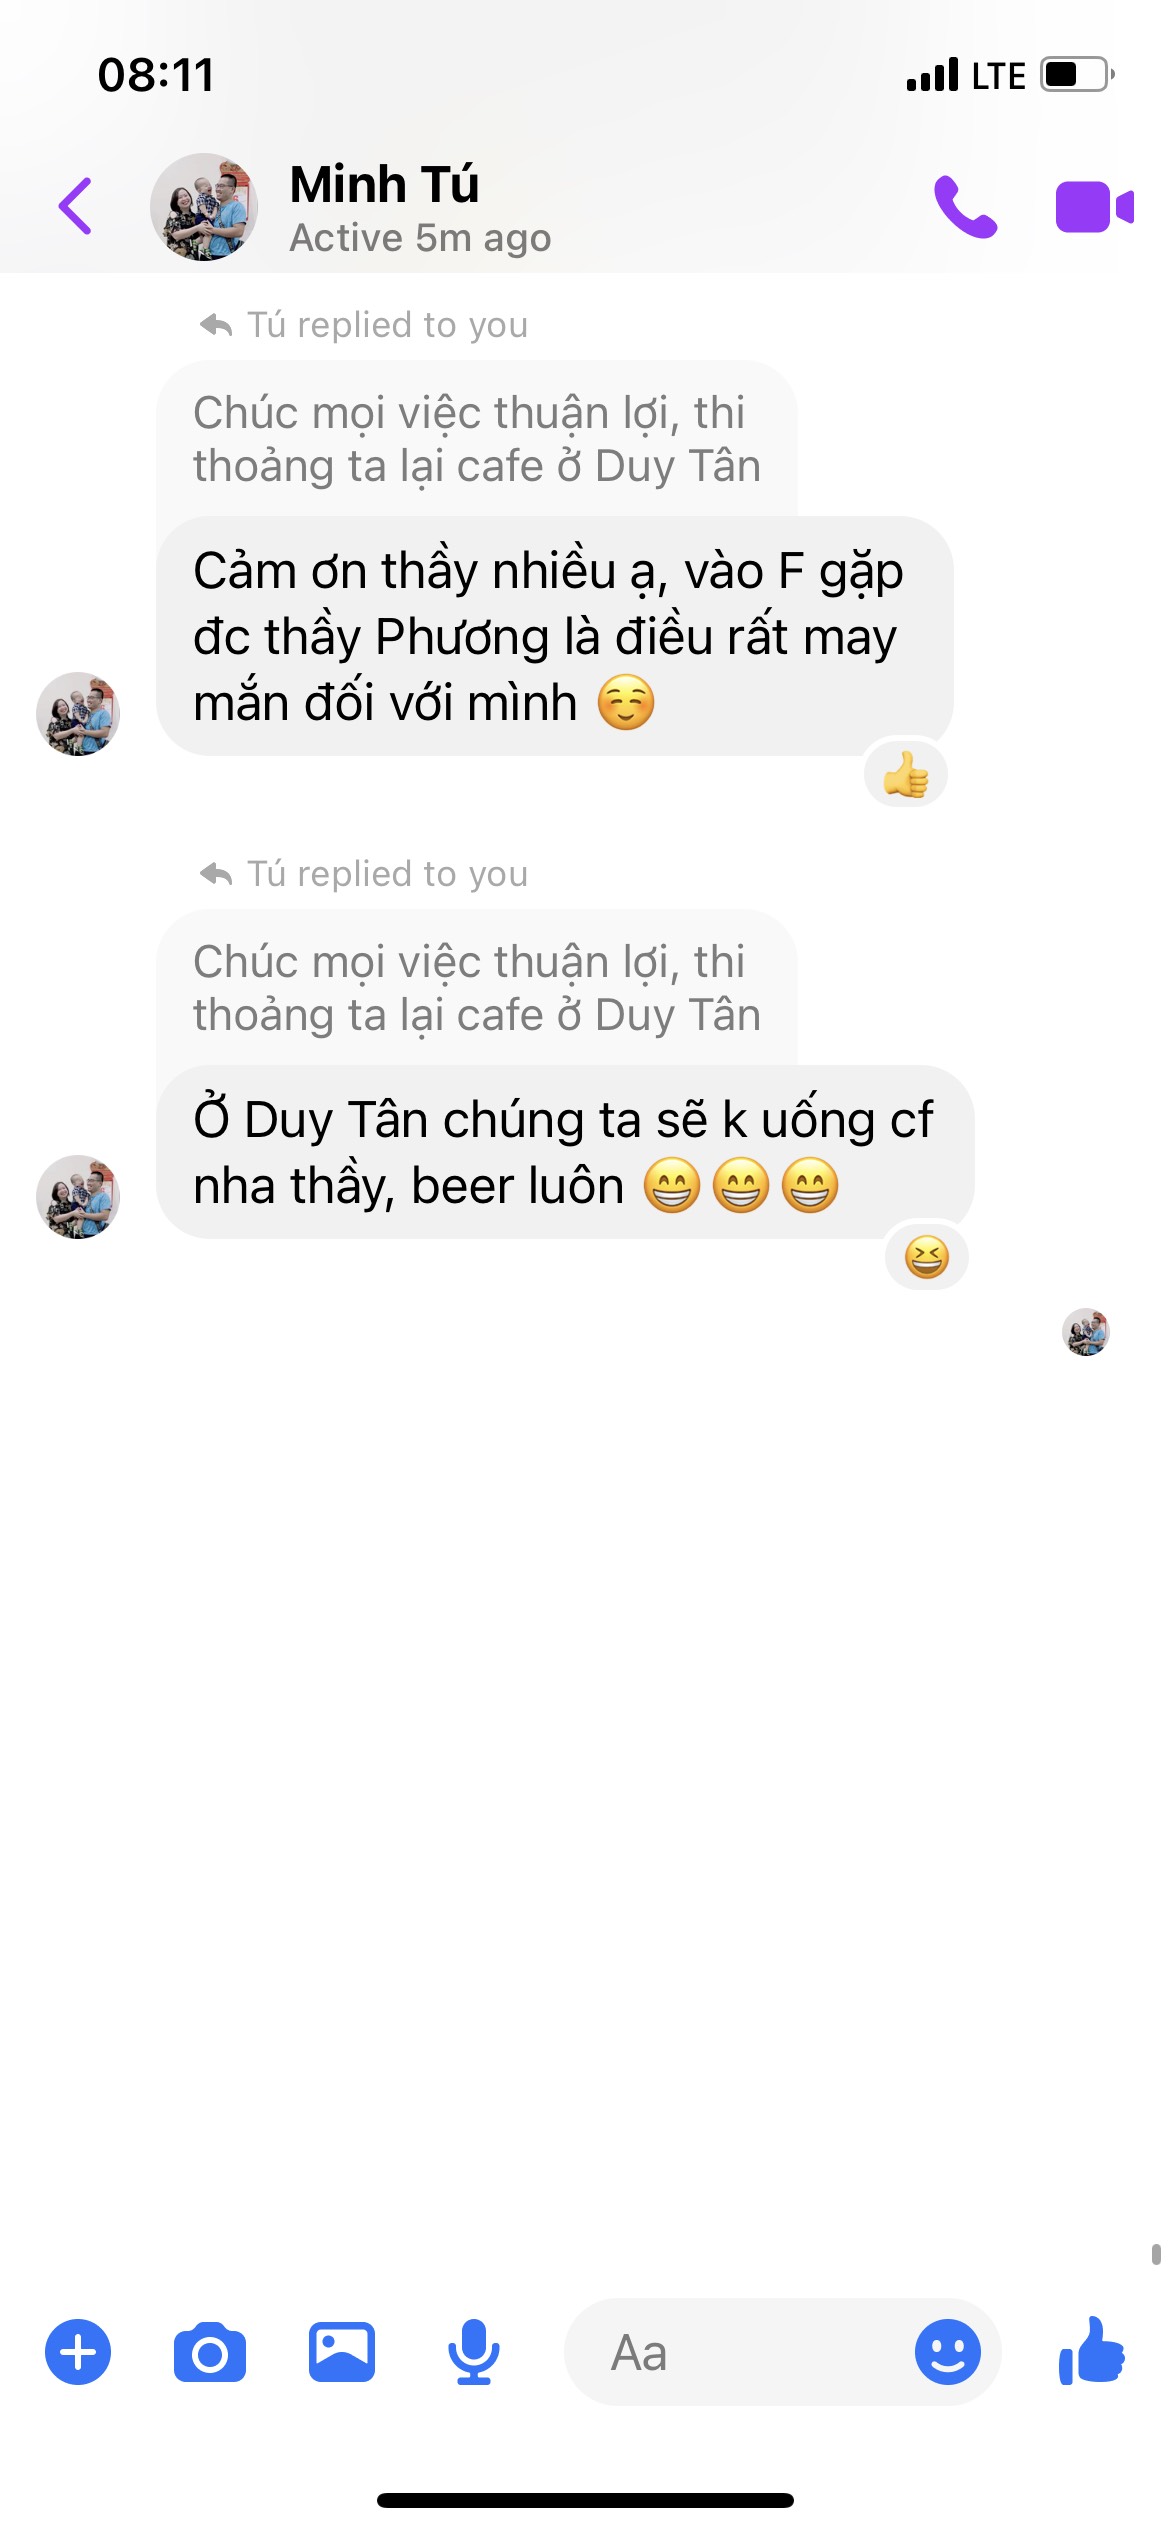 08:11
LTE
Minh Tú
Active 5m ago
Tú replied to you
Chúc mọi việc thuận lợi, thi
thoảng ta lại cafe ở Duy Tân
Cảm ơn thầy nhiều ạ, vào F gặp
đc thầy Phương là điều rất may
mắn đối với mình ☺️
👍
Tú replied to you
Chúc mọi việc thuận lợi, thi
thoảng ta lại cafe ở Duy Tân
Ở Duy Tân chúng ta sẽ k uống cf
nha thầy, beer luôn 😁😁😁
😆
Aa